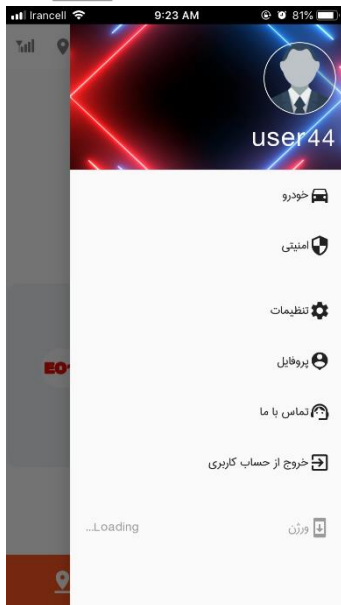 Irancell 9:23 AM 81%
user44
خودرو
امنیتی
تنظیمات
پروفایل
تماس با ما
خروج از حساب کاربری
ورژن Loading...